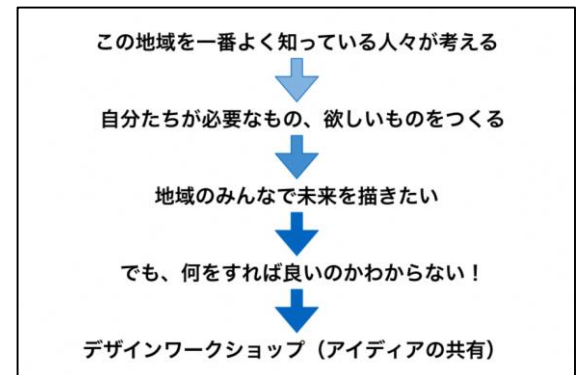 この地域を一番よく知っている人々が考える
自分たちが必要なもの、欲しいものをつくる
地域のみんなで未来を描きたい
でも、何をすれば良いのかわからない！
デザインワークショップ（アイディアの共有）